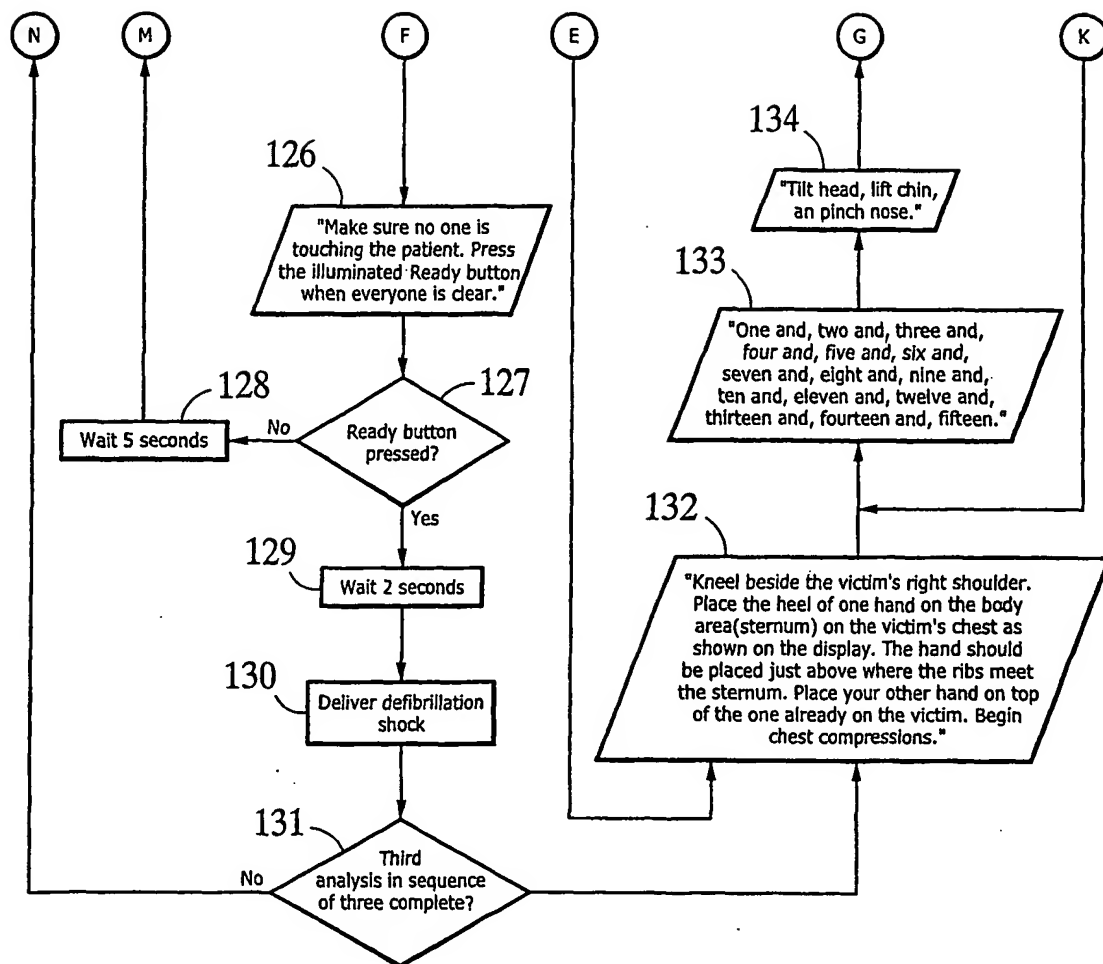 N
M
F
E
G
K
126
"Make sure no one is
touching the patient. Press
the illuminated Ready button
when everyone is clear."
127
Ready button
pressed?
No
128
Wait 5 seconds
Yes
129
Wait 2 seconds
130
Deliver defibrillation
shock
131
Third
analysis in sequence
of three complete?
No
134
"Tilt head, lift chin,
an pinch nose."
133
"One and, two and, three and,
four and, five and, six and,
seven and, eight and, nine and,
ten and, eleven and, twelve and,
thirteen and, fourteen and, fifteen."
132
"Kneel beside the victim's right shoulder.
Place the heel of one hand on the body
area(sternum) on the victim's chest as
shown on the display. The hand should
be placed just above where the ribs meet
the sternum. Place your other hand on top
of the one already on the victim. Begin
chest compressions."